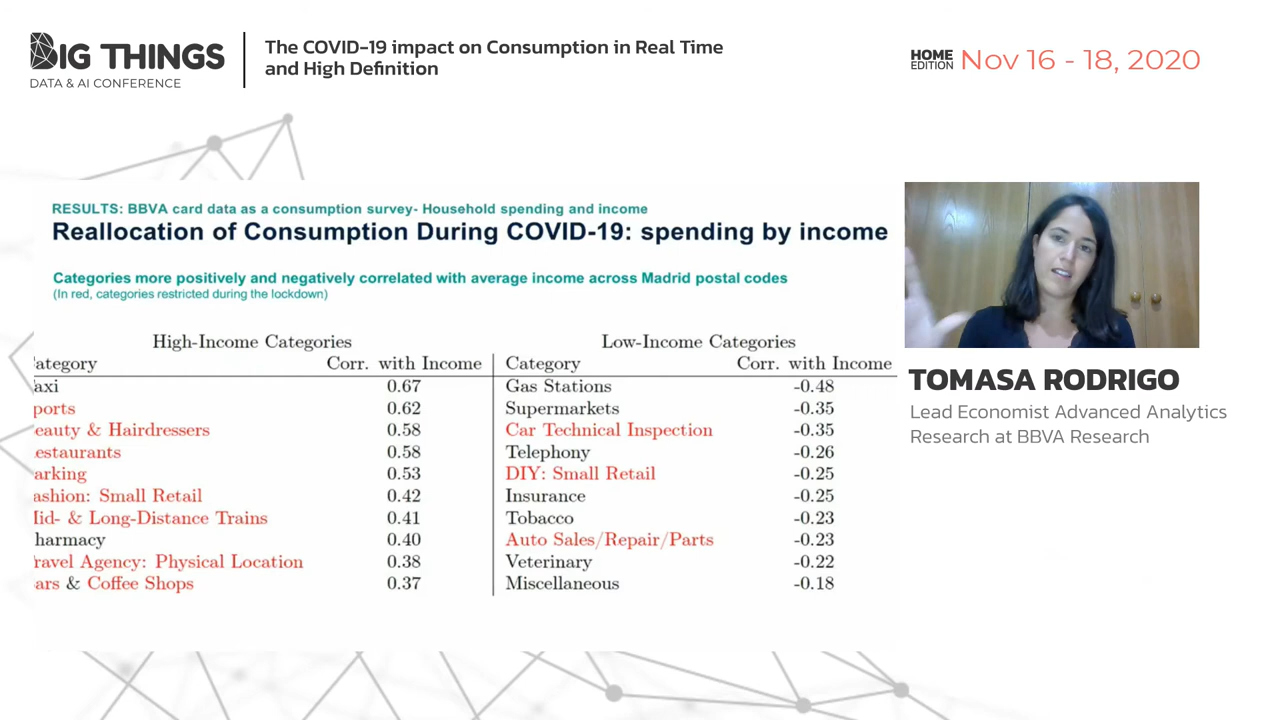 BIG THINGS
DATA & AI CONFERENCE
The COVID-19 impact on Consumption in Real Time
and High Definition
HOME
EDITION
Nov 16 - 18, 2020
RESULTS: BBVA card data as a consumption survey- Household spending and income
Reallocation of Consumption During COVID-19: spending by income
Categories more positively and negatively correlated with average income across Madrid postal codes
(In red, categories restricted during the lockdown)
High-Income Categories Low-Income Categories
ategory Corr. with Income Category Corr. with Income
axi 0.67 Gas Stations -0.48
ports 0.62 Supermarkets -0.35
eauty & Hairdressers 0.58 Car Technical Inspection -0.35
estaurants 0.58 Telephony -0.26
arking 0.53 DIY: Small Retail -0.25
ashion: Small Retail 0.42 Insurance -0.25
id- & Long-Distance Trains 0.41 Tobacco -0.23
harmacy 0.40 Auto Sales/Repair/Parts -0.23
ravel Agency: Physical Location 0.38 Veterinary -0.22
ars & Coffee Shops 0.37 Miscellaneous -0.18
TOMASA RODRIGO
Lead Economist Advanced Analytics
Research at BBVA Research